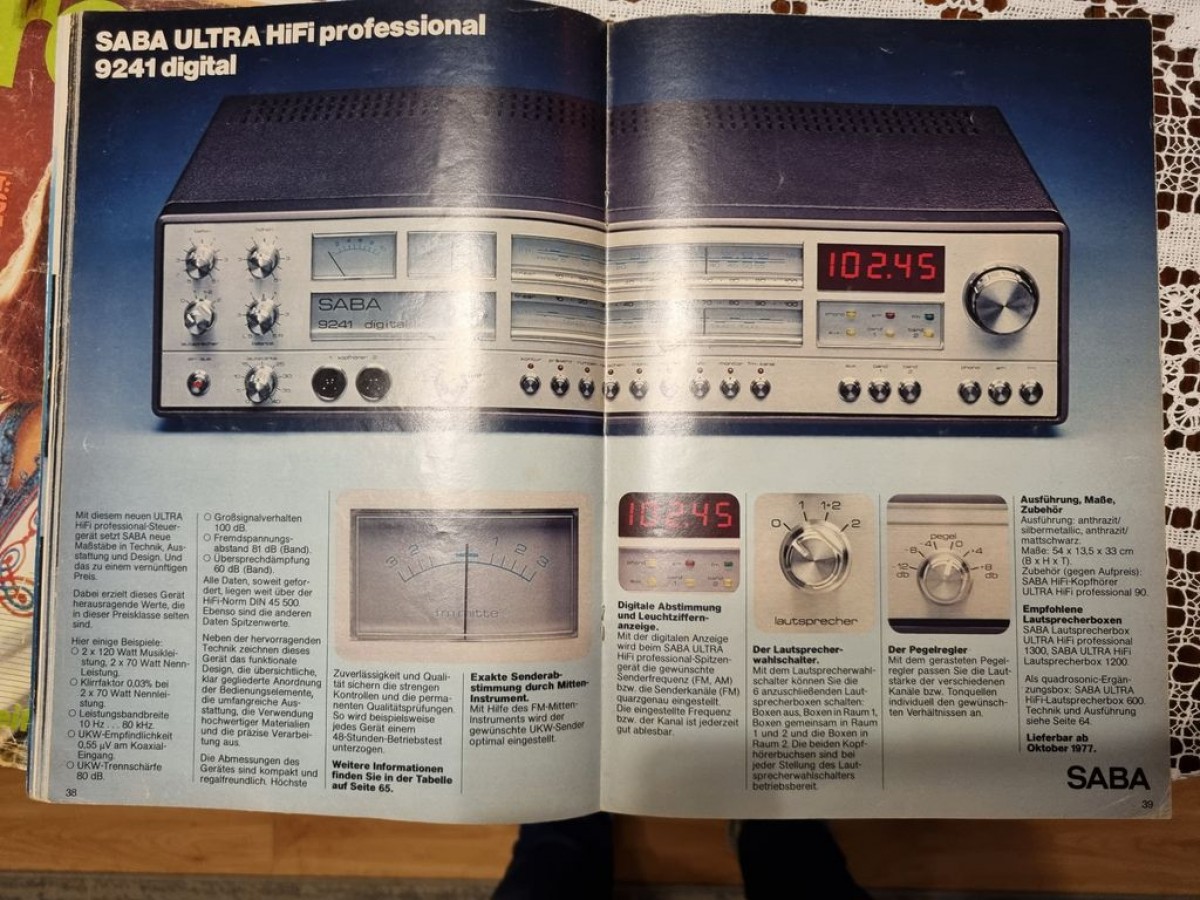 SABA ULTRA HiFi professional
9241 digital
102.45
SABA
9241 digital
Mit diesem neuen ULTRA
HiFi professional-Steuer-
gerät setzt SABA neue
Maßstäbe in Technik, Aus-
stattung und Design. Und
das zu einem vernünftigen
Preis.
Dabei erzielt dieses Gerät
herausragende Werte, die
in dieser Preisklasse selten
sind.
Hier einige Beispiele:
○ 2 x 120 Watt Musiklei-
stung, 2 x 70 Watt Nenn-
Leistung.
○ Klirrfaktor 0,03% bei
2 x 70 Watt Nennlei-
stung.
○ Leistungsbandbreite
10 Hz . . . 80 kHz.
○ UKW-Empfindlichkeit
0,55 µV am Koaxial-
Eingang.
○ UKW-Trennschärfe
80 dB.
38
○ Großsignalverhalten
100 dB.
○ Fremdspannungs-
abstand 81 dB (Band).
○ Übersprechdämpfung
60 dB (Band).
Alle Daten, soweit gefor-
dert, liegen weit über der
HiFi-Norm DIN 45 500.
Ebenso sind die anderen
Daten Spitzenwerte.
Neben der hervorragenden
Technik zeichnen dieses
Gerät das funktionale
Design, die übersichtliche,
klar gegliederte Anordnung
der Bedienungselemente,
die umfangreiche Aus-
stattung, die Verwendung
hochwertiger Materialien
und die präzise Verarbei-
tung aus.
Die Abmessungen des
Gerätes sind kompakt und
regalfreundlich. Höchste
3 2 1 2 3
fm mitte
Zuverlässigkeit und Quali-
tät sichern die strengen
Kontrollen und die perma-
nenten Qualitätsprüfungen.
So wird beispielsweise
jedes Gerät einem
48-Stunden-Betriebstest
unterzogen.
Weitere Informationen
finden Sie in der Tabelle
auf Seite 65.
Exakte Senderab-
stimmung durch Mitten-
Instrument.
Mit Hilfe des FM-Mitten-
Instruments wird der
gewünschte UKW-Sender
optimal eingestellt.
102.45
Digitale Abstimmung
und Leuchtziffern-
anzeige.
Mit der digitalen Anzeige
wird beim SABA ULTRA
HiFi professional-Spitzen-
gerät die gewünschte
Senderfrequenz (FM, AM)
bzw. die Senderkanäle (FM)
quarzgenau eingestellt.
Die eingestellte Frequenz
bzw. der Kanal ist jederzeit
gut ablesbar.
0 1 1+2 2
lautsprecher
Der Lautsprecher-
wahlschalter.
Mit dem Lautsprecherwahl-
schalter können Sie die
6 anzuschließenden Laut-
sprecherboxen schalten:
Boxen aus, Boxen in Raum 1,
Boxen gemeinsam in Raum
1 und 2 und die Boxen in
Raum 2. Die beiden Kopf-
hörerbuchsen sind bei
jeder Stellung des Laut-
sprecherwahlschalters
betriebsbereit.
pegel
-12 -8 -4 0 +4 +8
db dB
Der Pegelregler
Mit dem gerasteten Pegel-
regler passen Sie die Laut-
stärke der verschiedenen
Kanäle bzw. Tonquellen
individuell den gewünsch-
ten Verhältnissen an.
Ausführung, Maße,
Zubehör
Ausführung: anthrazit/
silbermetallic, anthrazit/
mattschwarz.
Maße: 54 x 13,5 x 33 cm
(B x H x T).
Zubehör (gegen Aufpreis):
SABA HiFi-Kopfhörer
ULTRA HiFi professional 90.
Empfohlene
Lautsprecherboxen
SABA Lautsprecherbox
ULTRA HiFi professional
1300, SABA ULTRA HiFi
Lautsprecherbox 1200.
Als quadrosonic-Ergän-
zungsbox: SABA ULTRA
HiFi-Lautsprecherbox 600.
Technik und Ausführung
siehe Seite 64.
Lieferbar ab
Oktober 1977.
SABA
39